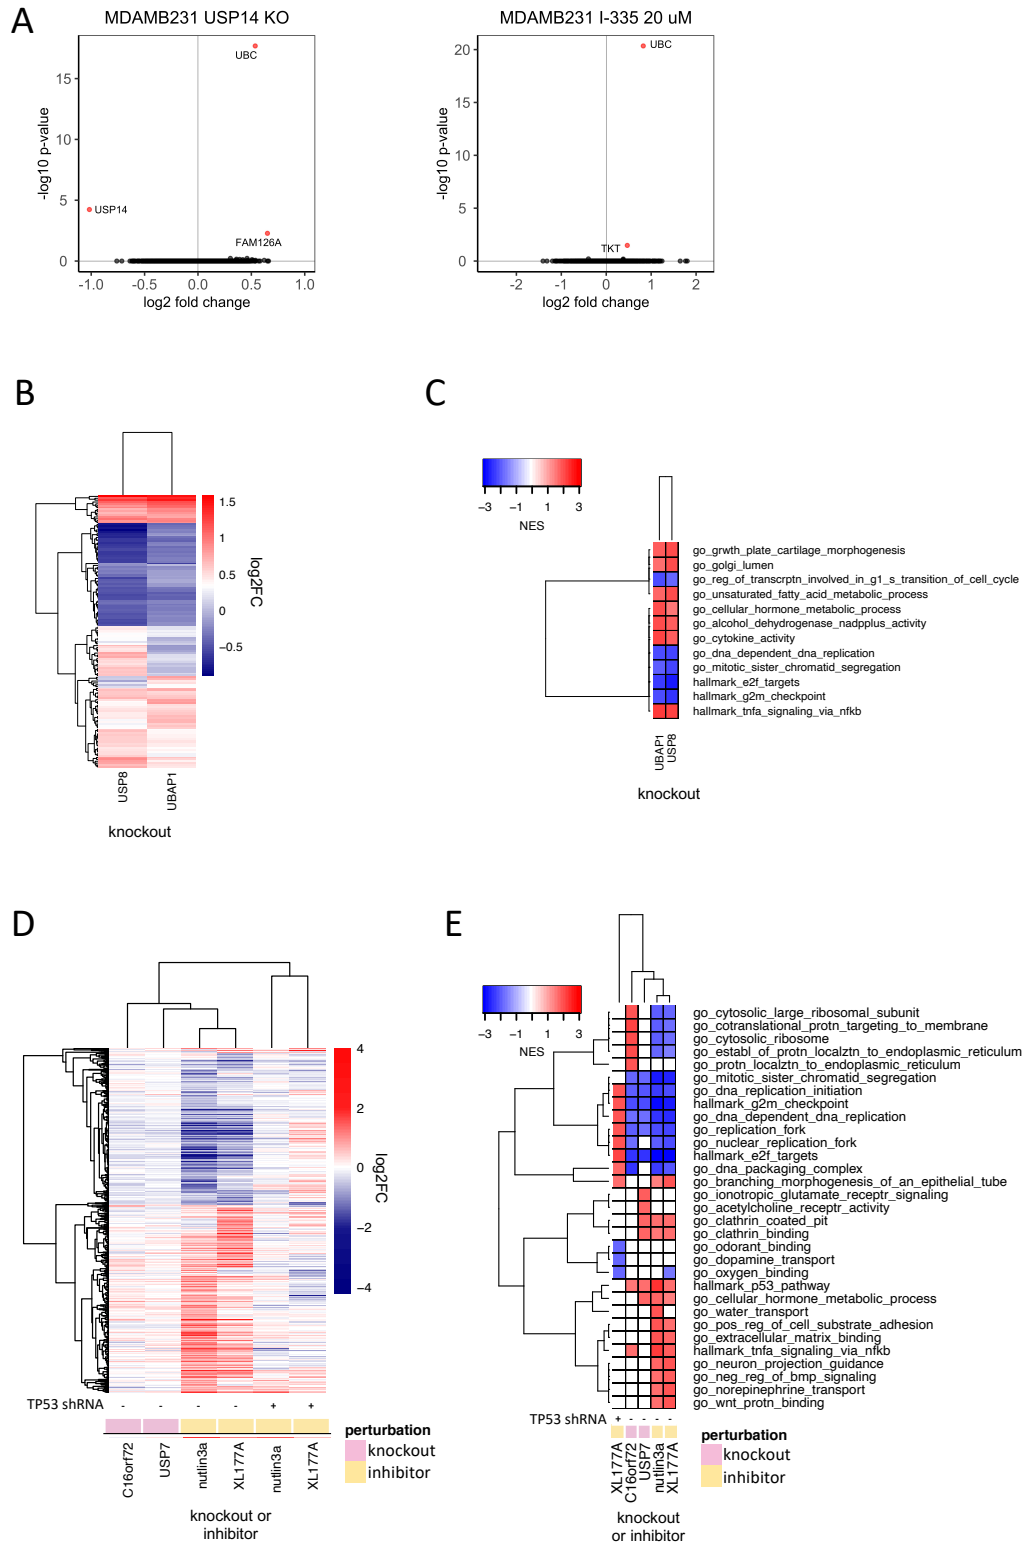 A
MDAMB231 USP14 KO
MDAMB231 I-335 20 uM
UBC
USP14
FAM126A
15
10
5
0
-log10 p-value
-1.0
-0.5
0.0
0.5
1.0
log2 fold change
UBC
TKT
20
15
10
5
0
-log10 p-value
-2
-1
0
1
2
log2 fold change
B
1.5
1
0.5
0
−0.5
log2FC
USP8
UBAP1
knockout
C
−3
−1
1
3
NES
go_grwth_plate_cartilage_morphogenesis
go_golgi_lumen
go_reg_of_transcrptn_involved_in_g1_s_transition_of_cell_cycle
go_unsaturated_fatty_acid_metabolic_process
go_cellular_hormone_metabolic_process
go_alcohol_dehydrogenase_nadpplus_activity
go_cytokine_activity
go_dna_dependent_dna_replication
go_mitotic_sister_chromatid_segregation
hallmark_e2f_targets
hallmark_g2m_checkpoint
hallmark_tnfa_signaling_via_nfkb
UBAP1
USP8
knockout
D
4
2
0
−2
−4
log2FC
TP53 shRNA
- - - - + +
C16orf72
USP7
nutlin3a
XL177A
nutlin3a
XL177A
perturbation
knockout
inhibitor
knockout or
inhibitor
E
−3
−1
1
3
NES
go_cytosolic_large_ribosomal_subunit
go_cotranslational_protn_targeting_to_membrane
go_cytosolic_ribosome
go_establ_of_protn_localztn_to_endoplasmic_reticulum
go_protn_localztn_to_endoplasmic_reticulum
go_mitotic_sister_chromatid_segregation
go_dna_replication_initiation
hallmark_g2m_checkpoint
go_dna_dependent_dna_replication
go_replication_fork
go_nuclear_replication_fork
hallmark_e2f_targets
go_dna_packaging_complex
go_branching_morphogenesis_of_an_epithelial_tube
go_ionotropic_glutamate_receptr_signaling
go_acetylcholine_receptr_activity
go_clathrin_coated_pit
go_clathrin_binding
go_odorant_binding
go_dopamine_transport
go_oxygen_binding
hallmark_p53_pathway
go_cellular_hormone_metabolic_process
go_water_transport
go_pos_reg_of_cell_substrate_adhesion
go_extracellular_matrix_binding
hallmark_tnfa_signaling_via_nfkb
go_neuron_projection_guidance
go_neg_reg_of_bmp_signaling
go_norepinephrine_transport
go_wnt_protn_binding
TP53 shRNA
+ - - - -
XL177A
C16orf72
USP7
nutlin3a
XL177A
perturbation
knockout
inhibitor
knockout
or inhibitor